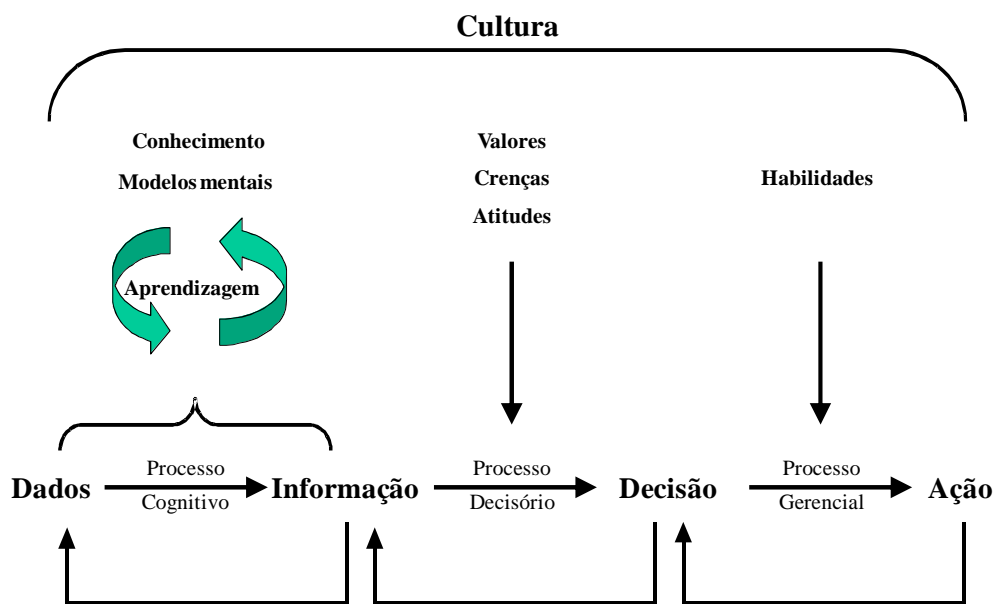 Cultura
Conhecimento
Modelos mentais
Valores
Crenças
Atitudes
Habilidades
Aprendizagem
Dados
Processo
Cognitivo
Informação
Processo
Decisório
Decisão
Processo
Gerencial
Ação